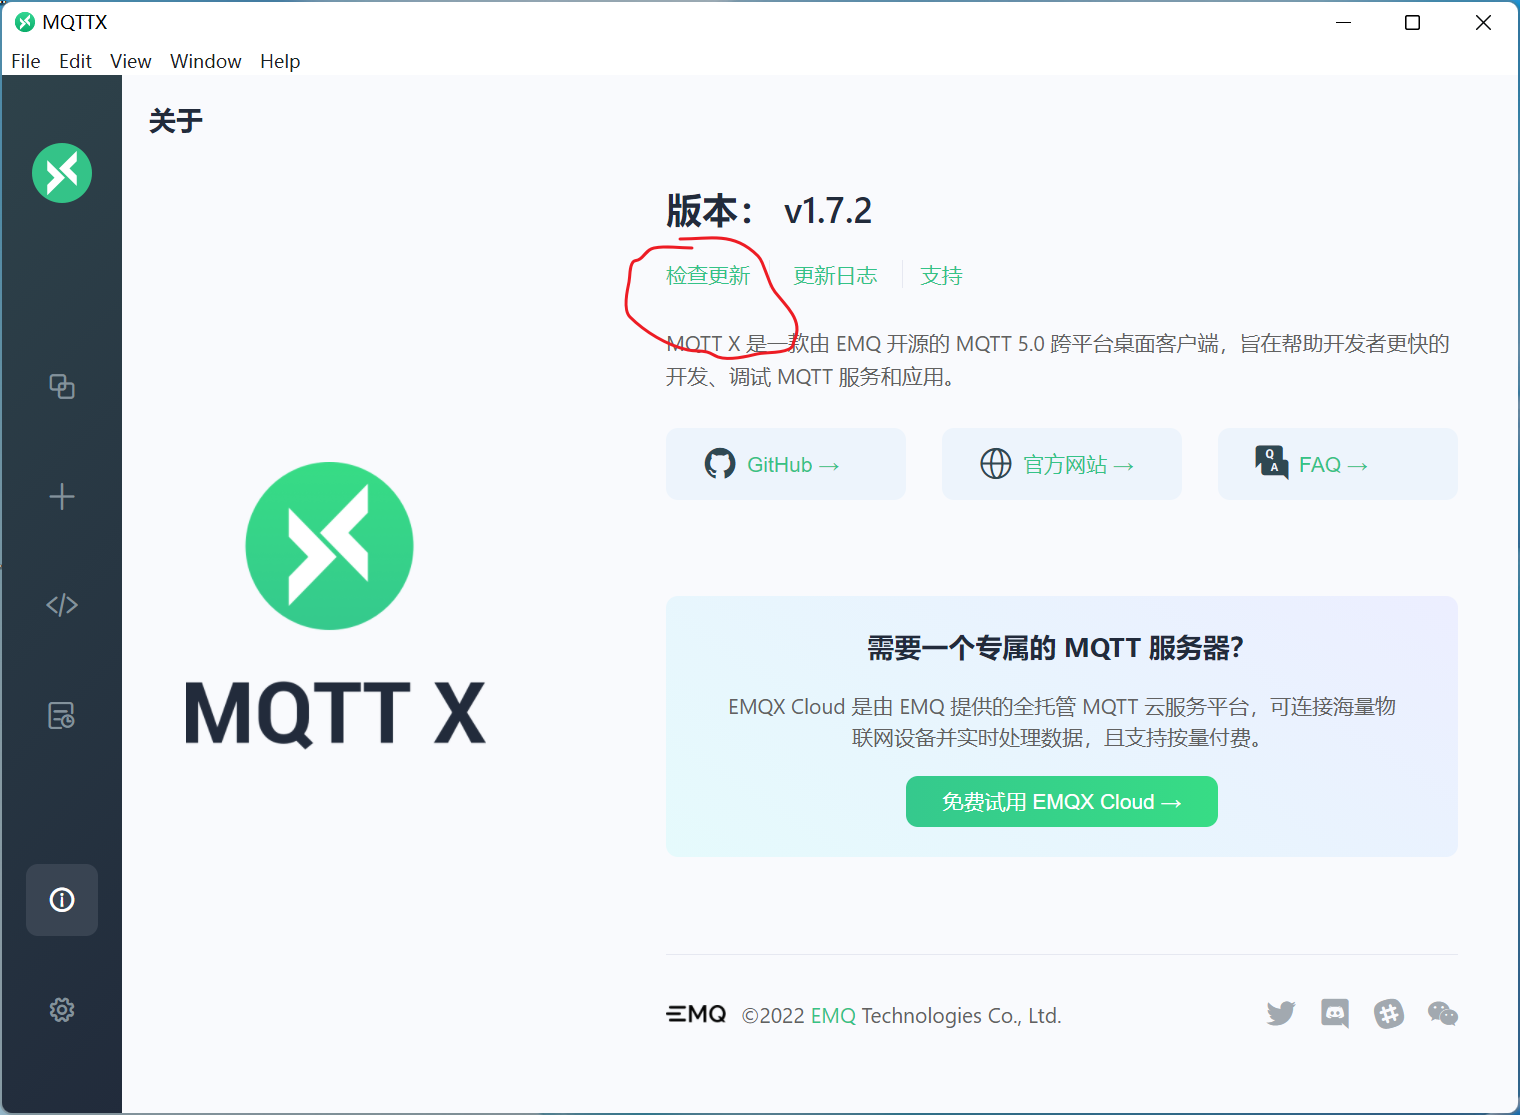 MQTTX
File Edit View Window Help
关于
版本： v1.7.2
检查更新 更新日志 支持
MQTT X 是一款由 EMQ 开源的 MQTT 5.0 跨平台桌面客户端，旨在帮助开发者更快的
开发、调试 MQTT 服务和应用。
GitHub → 官方网站 → FAQ →
MQTT X
需要一个专属的 MQTT 服务器？
EMQX Cloud 是由 EMQ 提供的全托管 MQTT 云服务平台，可连接海量物
联网设备并实时处理数据，且支持按量付费。
免费试用 EMQX Cloud →
EMQ ©2022 EMQ Technologies Co., Ltd.